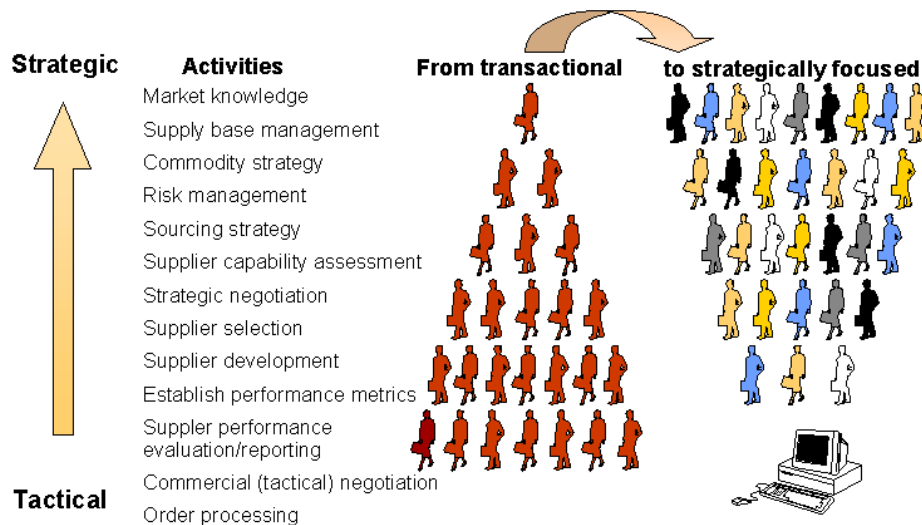 Strategic
Activities
From transactional
to strategically focused
Market knowledge
Supply base management
Commodity strategy
Risk management
Sourcing strategy
Supplier capability assessment
Strategic negotiation
Supplier selection
Supplier development
Establish performance metrics
Suppler performance
evaluation/reporting
Commercial (tactical) negotiation
Order processing
Tactical